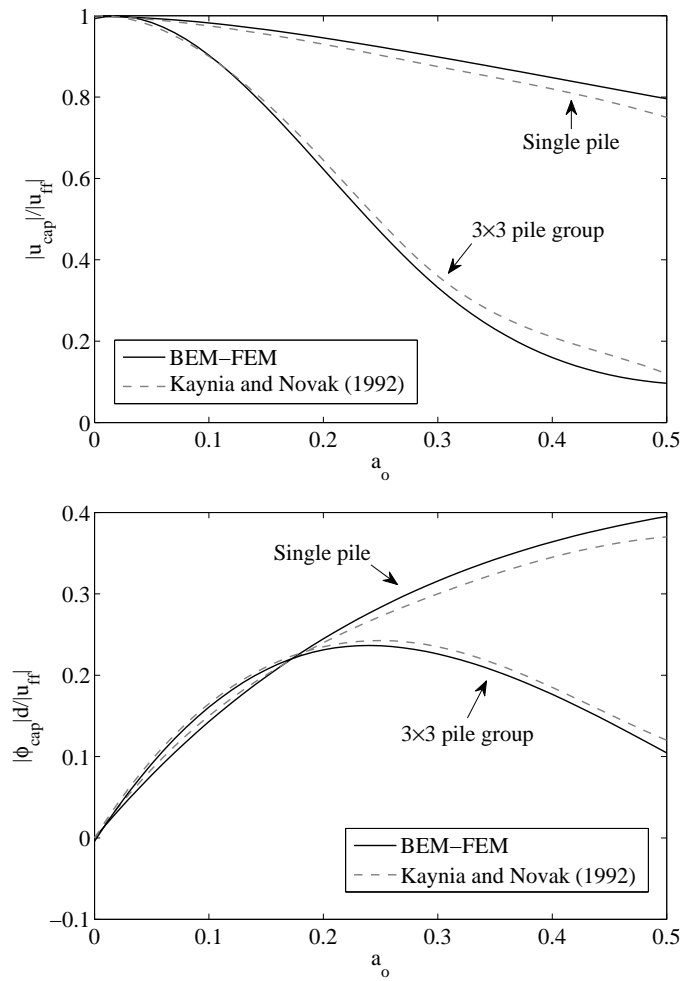 1
0.8
0.6
0.4
0.2
0
0 0.1 0.2 0.3 0.4 0.5
a_o
|u_cap|/|u_ff|
Single pile
3×3 pile group
BEM–FEM
Kaynia and Novak (1992)
0.4
0.3
0.2
0.1
0
−0.1
0 0.1 0.2 0.3 0.4 0.5
a_o
|ϕ_cap|d/|u_ff|
Single pile
3×3 pile group
BEM–FEM
Kaynia and Novak (1992)